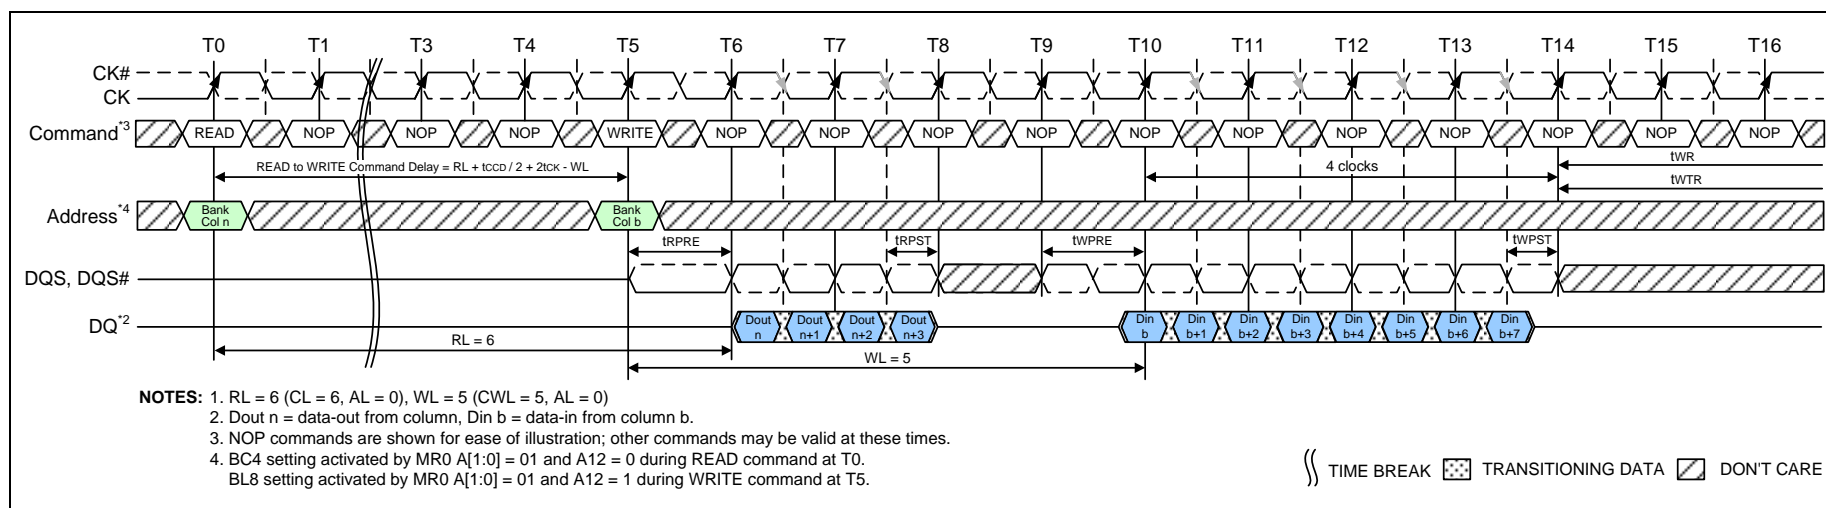 T0 T1 T3 T4 T5 T6 T7 T8 T9 T10 T11 T12 T13 T14 T15 T16
CK#
CK
Command*3 READ NOP NOP NOP WRITE NOP NOP NOP NOP NOP NOP NOP NOP NOP NOP NOP
READ to WRITE Command Delay = RL + tCCD / 2 + 2tCK - WL
4 clocks
tWR
tWTR
Address*4
Bank Col n
Bank Col b
tRPRE tRPST tWPRE tWPST
DQS, DQS#
DQ*2
Dout n Dout n+1 Dout n+2 Dout n+3 Din b Din b+1 Din b+2 Din b+3 Din b+4 Din b+5 Din b+6 Din b+7
RL = 6
WL = 5
NOTES: 1. RL = 6 (CL = 6, AL = 0), WL = 5 (CWL = 5, AL = 0)
2. Dout n = data-out from column, Din b = data-in from column b.
3. NOP commands are shown for ease of illustration; other commands may be valid at these times.
4. BC4 setting activated by MR0 A[1:0] = 01 and A12 = 0 during READ command at T0.
BL8 setting activated by MR0 A[1:0] = 01 and A12 = 1 during WRITE command at T5.
TIME BREAK TRANSITIONING DATA DON'T CARE